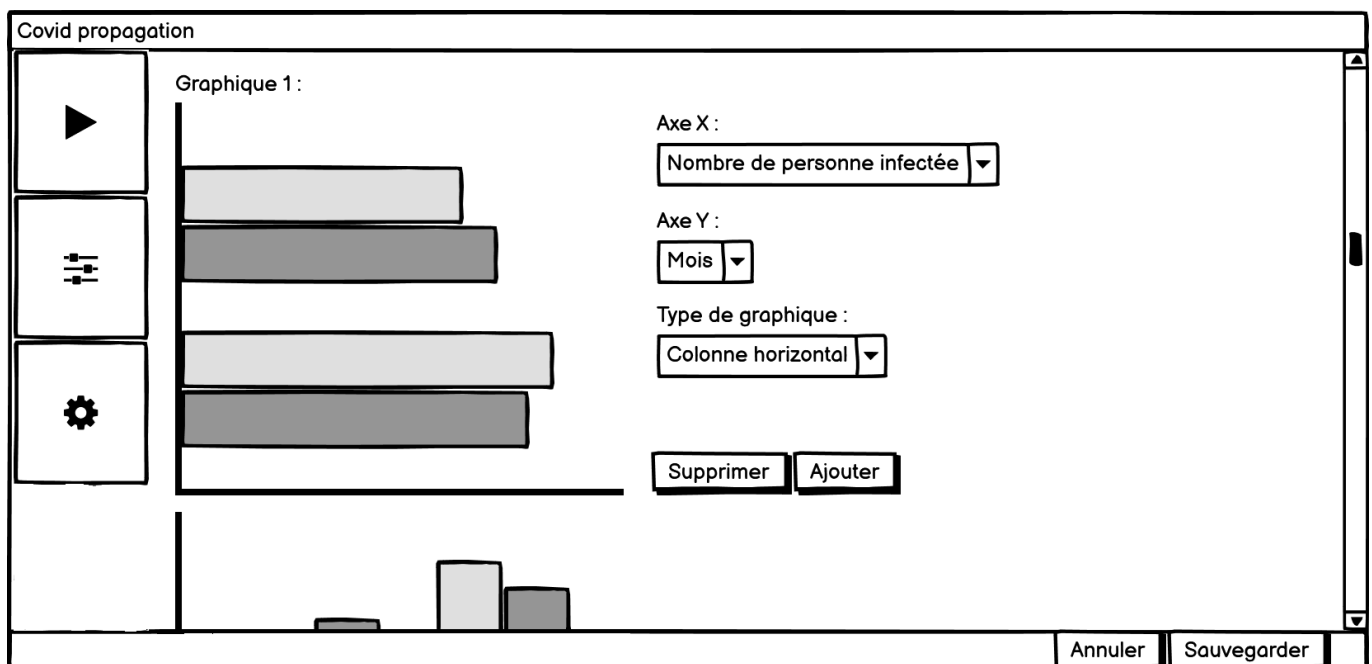 Covid propagation
Graphique 1 :
Axe X :
Nombre de personne infectée
Axe Y :
Mois
Type de graphique :
Colonne horizontal
Supprimer
Ajouter
Annuler
Sauvegarder